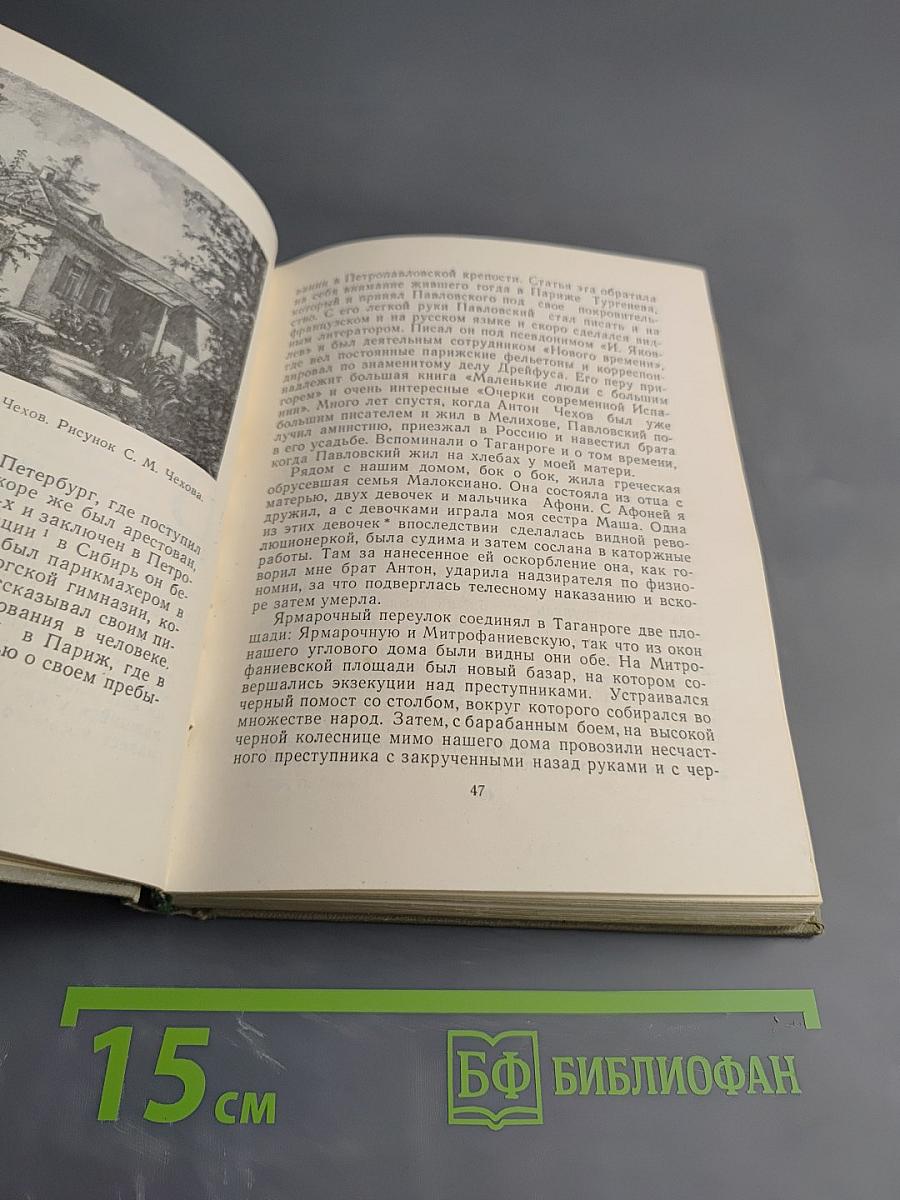 Чехов. Рисунок С. М. Чехова.
Петербург, где поступил
коре же был арестован,
-х и заключен в Петро-
ции ¹ в Сибирь он бе-
был парикмахером в
огской гимназии, ко-
ссказывал своим пи-
ования в человеке.
в Париж, где в
ью о своем пребы-
вании в Петропавловской крепости. Статья эта обратила
на себя внимание жившего тогда в Париже Тургенева,
который и принял Павловского под свое покровитель-
ство. С его легкой руки Павловский стал писать и на
французском и на русском языке и скоро сделался вид-
ным литератором. Писал он под псевдонимом «И. Яков-
лев» и был деятельным сотрудником «Нового времени»,
где вел постоянные парижские фельетоны и корреспон-
дировал по знаменитому делу Дрейфуса. Его перу при-
надлежит большая книга «Маленькие люди с большим
горем» и очень интересные «Очерки современной Испа-
нии». Много лет спустя, когда Антон Чехов был уже
большим писателем и жил в Мелихове, Павловский по-
лучил амнистию, приезжал в Россию и навестил брата
в его усадьбе. Вспоминали о Таганроге и о том времени,
когда Павловский жил на хлебах у моей матери.
Рядом с нашим домом, бок о бок, жила греческая
обрусевшая семья Малоксиано. Она состояла из отца с
матерью, двух девочек и мальчика Афони. С Афоней я
дружил, а с девочками играла моя сестра Маша. Одна
из этих девочек * впоследствии сделалась видной рево-
люционеркой, была судима и затем сослана в каторжные
работы. Там за нанесенное ей оскорбление она, как го-
ворил мне брат Антон, ударила надзирателя по физио-
номии, за что подверглась телесному наказанию и вско-
ре затем умерла.
Ярмарочный переулок соединял в Таганроге две пло-
щади: Ярмарочную и Митрофаниевскую, так что из окон
нашего углового дома были видны они обе. На Митро-
фаниевской площади был новый базар, на котором со-
вершались экзекуции над преступниками. Устраивался
черный помост со столбом, вокруг которого собирался во
множестве народ. Затем, с барабанным боем, на высокой
черной колеснице мимо нашего дома провозили несчаст-
ного преступника с закрученными назад руками и с чер-
47
15 см
БФ БИБЛИОФАН